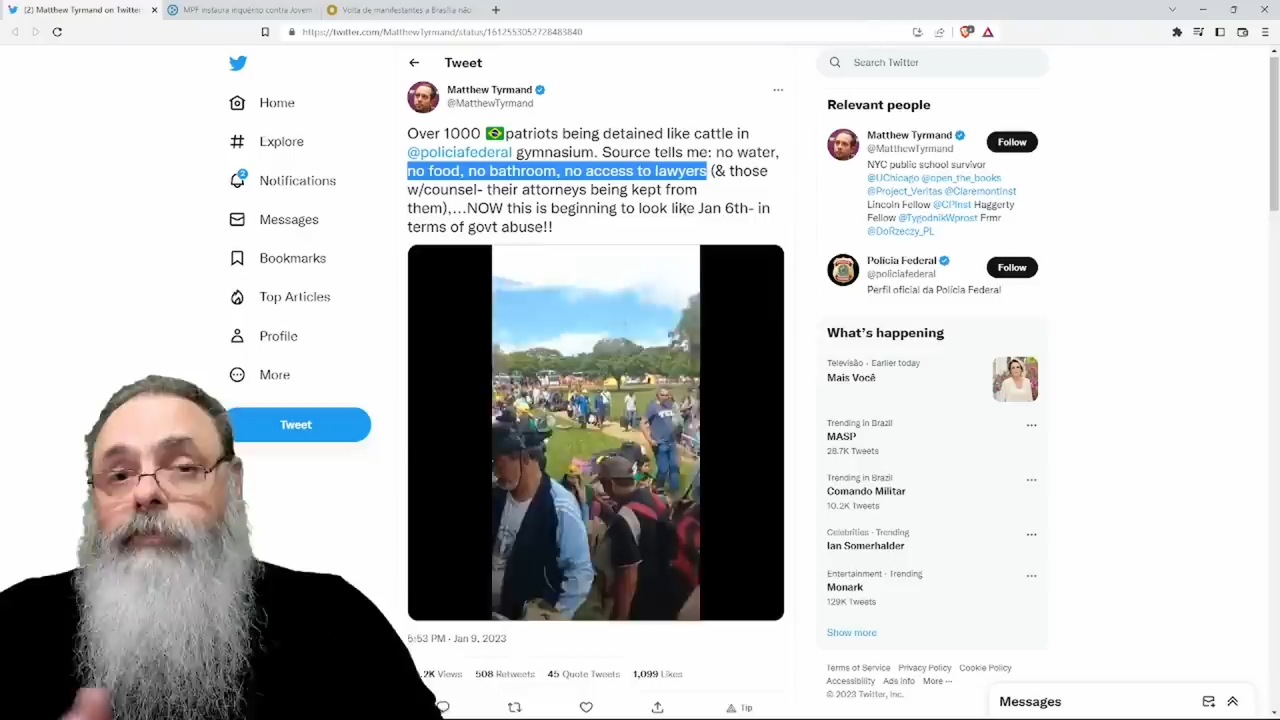 (2) Matthew Tyrmand on Twitter
MPF instaura inquérito contra Jovem
Volta de manifestantes a Brasília não
https://twitter.com/MatthewTyrmand/status/1612553052728483840
Home
Explore
2
Notifications
Messages
Bookmarks
Top Articles
Profile
More
Tweet
Tweet
Matthew Tyrmand
@MatthewTyrmand
Over 1000 🇧🇷patriots being detained like cattle in
@policiafederal gymnasium. Source tells me: no water,
no food, no bathroom, no access to lawyers (& those
w/counsel- their attorneys being kept from
them),...NOW this is beginning to look like Jan 6th- in
terms of govt abuse!!
5:53 PM · Jan 9, 2023
.2K Views 508 Retweets 45 Quote Tweets 1,099 Likes
Tip
Search Twitter
Relevant people
Matthew Tyrmand
@MatthewTyrmand
Follow
NYC public school survivor
@UChicago @open_the_books
@Project_Veritas @ClaremontInst
Lincoln Fellow @CPInst Haggerty
Fellow @TygodnikWprost Frmr
@DoRzeczy_PL
Polícia Federal
@policiafederal
Follow
Perfil oficial da Polícia Federal
What's happening
Televisão · Earlier today
Mais Você
Trending in Brazil
MASP
28.7K Tweets
Trending in Brazil
Comando Militar
10.2K Tweets
Celebrities · Trending
Ian Somerhalder
Entertainment · Trending
Monark
129K Tweets
Show more
Terms of Service Privacy Policy Cookie Policy
Accessibility Ads info More ...
© 2023 Twitter, Inc.
Messages